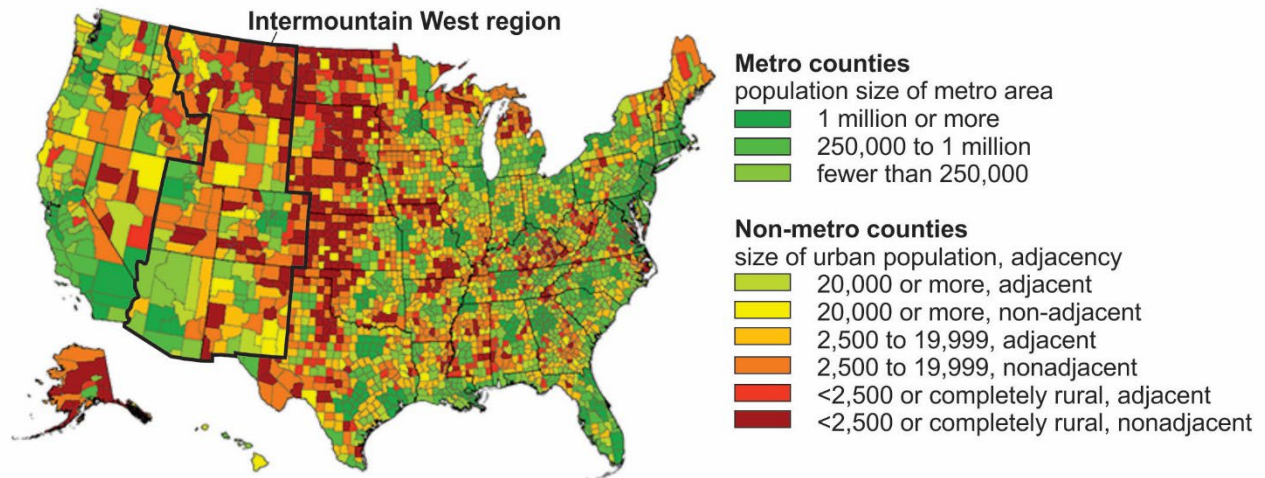 Intermountain West region
Metro counties
population size of metro area
1 million or more
250,000 to 1 million
fewer than 250,000
Non-metro counties
size of urban population, adjacency
20,000 or more, adjacent
20,000 or more, non-adjacent
2,500 to 19,999, adjacent
2,500 to 19,999, nonadjacent
<2,500 or completely rural, adjacent
<2,500 or completely rural, nonadjacent